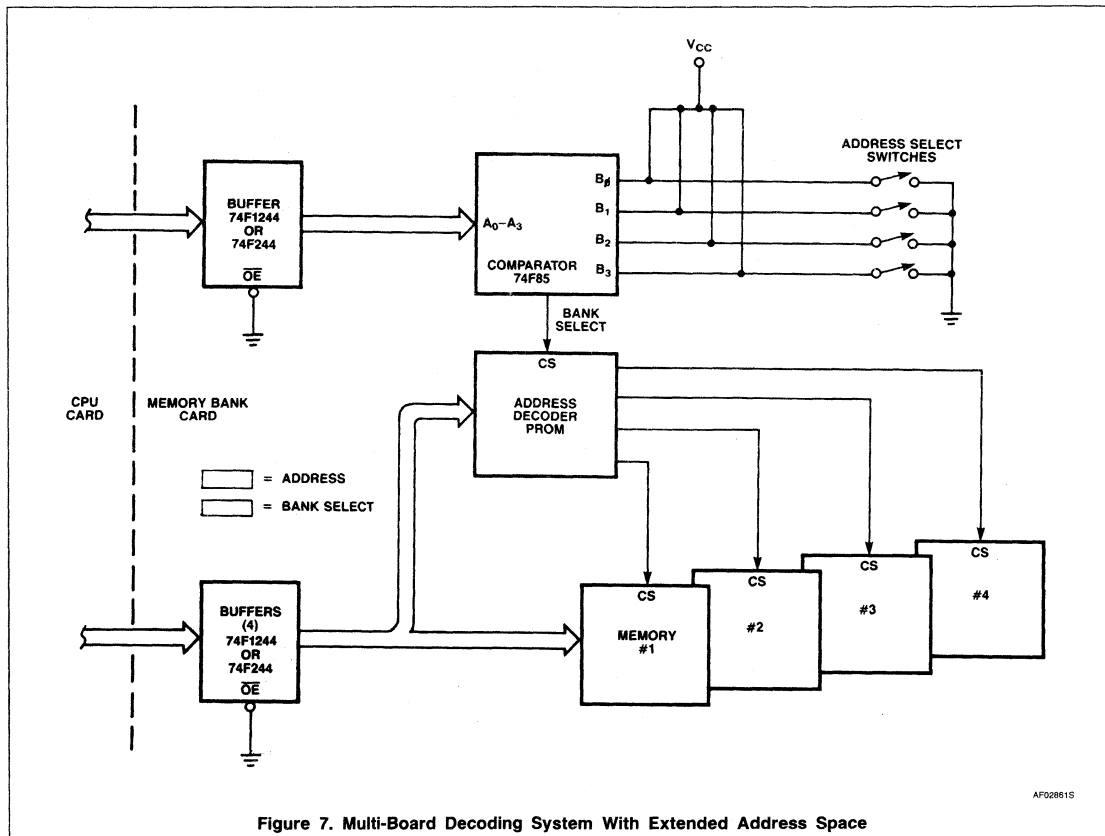 VCC
ADDRESS SELECT
SWITCHES
BUFFER
74F1244
OR
74F244
OE
A0–A3
B0
B1
B2
B3
COMPARATOR
74F85
BANK
SELECT
CPU
CARD
MEMORY BANK
CARD
CS
ADDRESS
DECODER
PROM
= ADDRESS
= BANK SELECT
BUFFERS
(4)
74F1244
OR
74F244
OE
CS
MEMORY
#1
CS
#2
CS
#3
CS
#4
AF02861S
Figure 7. Multi-Board Decoding System With Extended Address Space